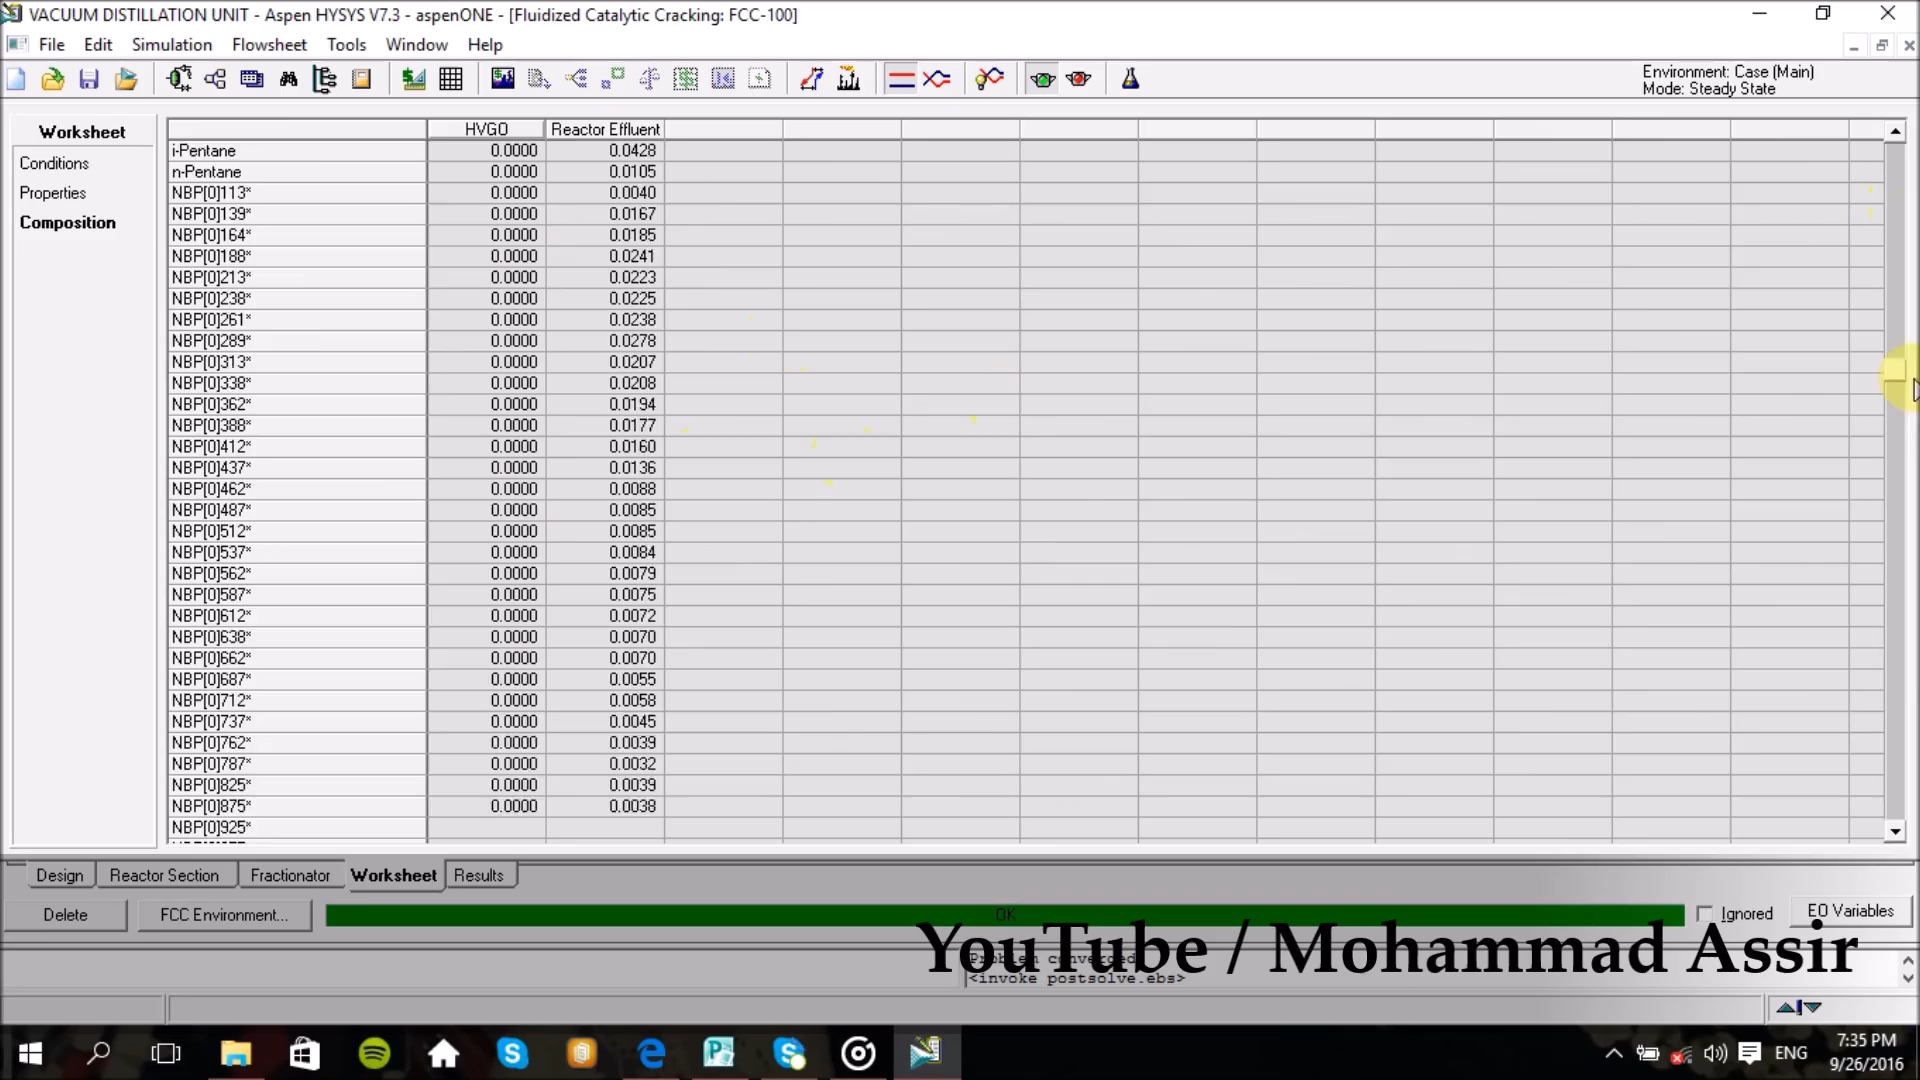 VACUUM DISTILLATION UNIT - Aspen HYSYS V7.3 - aspenONE - [Fluidized Catalytic Cracking: FCC-100]
File Edit Simulation Flowsheet Tools Window Help
Environment: Case (Main)
Mode: Steady State
Worksheet
Conditions
Properties
Composition
HVGO Reactor Effluent
i-Pentane 0.0000 0.0428
n-Pentane 0.0000 0.0105
NBP[0]113* 0.0000 0.0040
NBP[0]139* 0.0000 0.0167
NBP[0]164* 0.0000 0.0185
NBP[0]188* 0.0000 0.0241
NBP[0]213* 0.0000 0.0223
NBP[0]238* 0.0000 0.0225
NBP[0]261* 0.0000 0.0238
NBP[0]289* 0.0000 0.0278
NBP[0]313* 0.0000 0.0207
NBP[0]338* 0.0000 0.0208
NBP[0]362* 0.0000 0.0194
NBP[0]388* 0.0000 0.0177
NBP[0]412* 0.0000 0.0160
NBP[0]437* 0.0000 0.0136
NBP[0]462* 0.0000 0.0088
NBP[0]487* 0.0000 0.0085
NBP[0]512* 0.0000 0.0085
NBP[0]537* 0.0000 0.0084
NBP[0]562* 0.0000 0.0079
NBP[0]587* 0.0000 0.0075
NBP[0]612* 0.0000 0.0072
NBP[0]638* 0.0000 0.0070
NBP[0]662* 0.0000 0.0070
NBP[0]687* 0.0000 0.0055
NBP[0]712* 0.0000 0.0058
NBP[0]737* 0.0000 0.0045
NBP[0]762* 0.0000 0.0039
NBP[0]787* 0.0000 0.0032
NBP[0]825* 0.0000 0.0039
NBP[0]875* 0.0000 0.0038
NBP[0]925*
Design Reactor Section Fractionator Worksheet Results
Delete FCC Environment... OK Ignored EO Variables
YouTube / Mohammad Assir
Problem converged
<invoke postsolve.ebs>
ENG 7:35 PM
9/26/2016